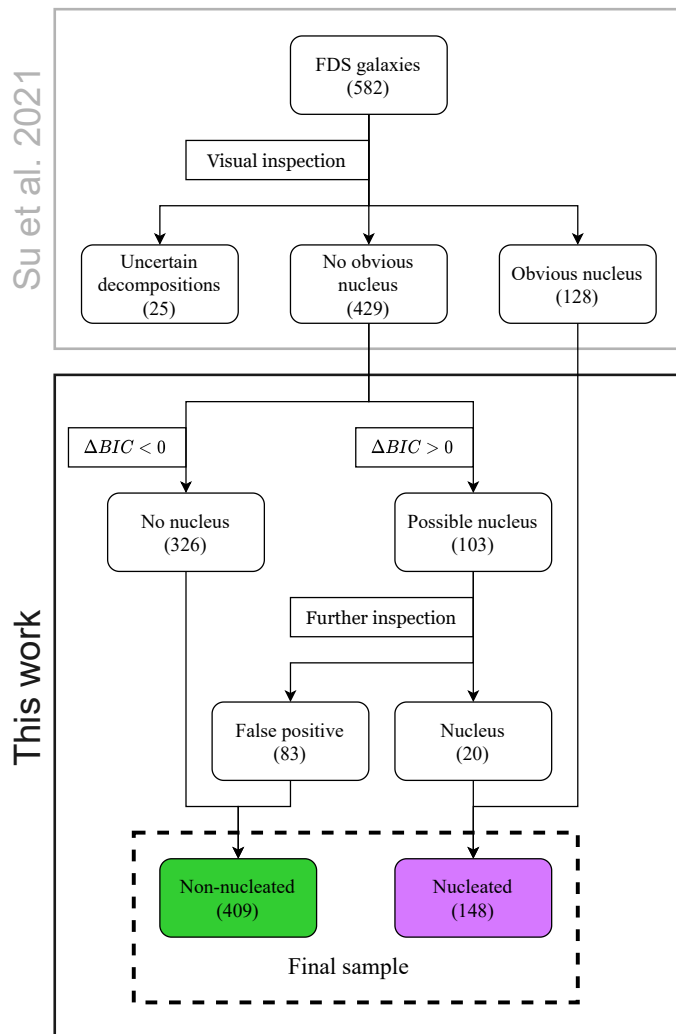 Su et al. 2021
FDS galaxies
(582)
Visual inspection
Uncertain
decompositions
(25)
No obvious
nucleus
(429)
Obvious nucleus
(128)
This work
ΔBIC < 0
ΔBIC > 0
No nucleus
(326)
Possible nucleus
(103)
Further inspection
False positive
(83)
Nucleus
(20)
Non-nucleated
(409)
Nucleated
(148)
Final sample